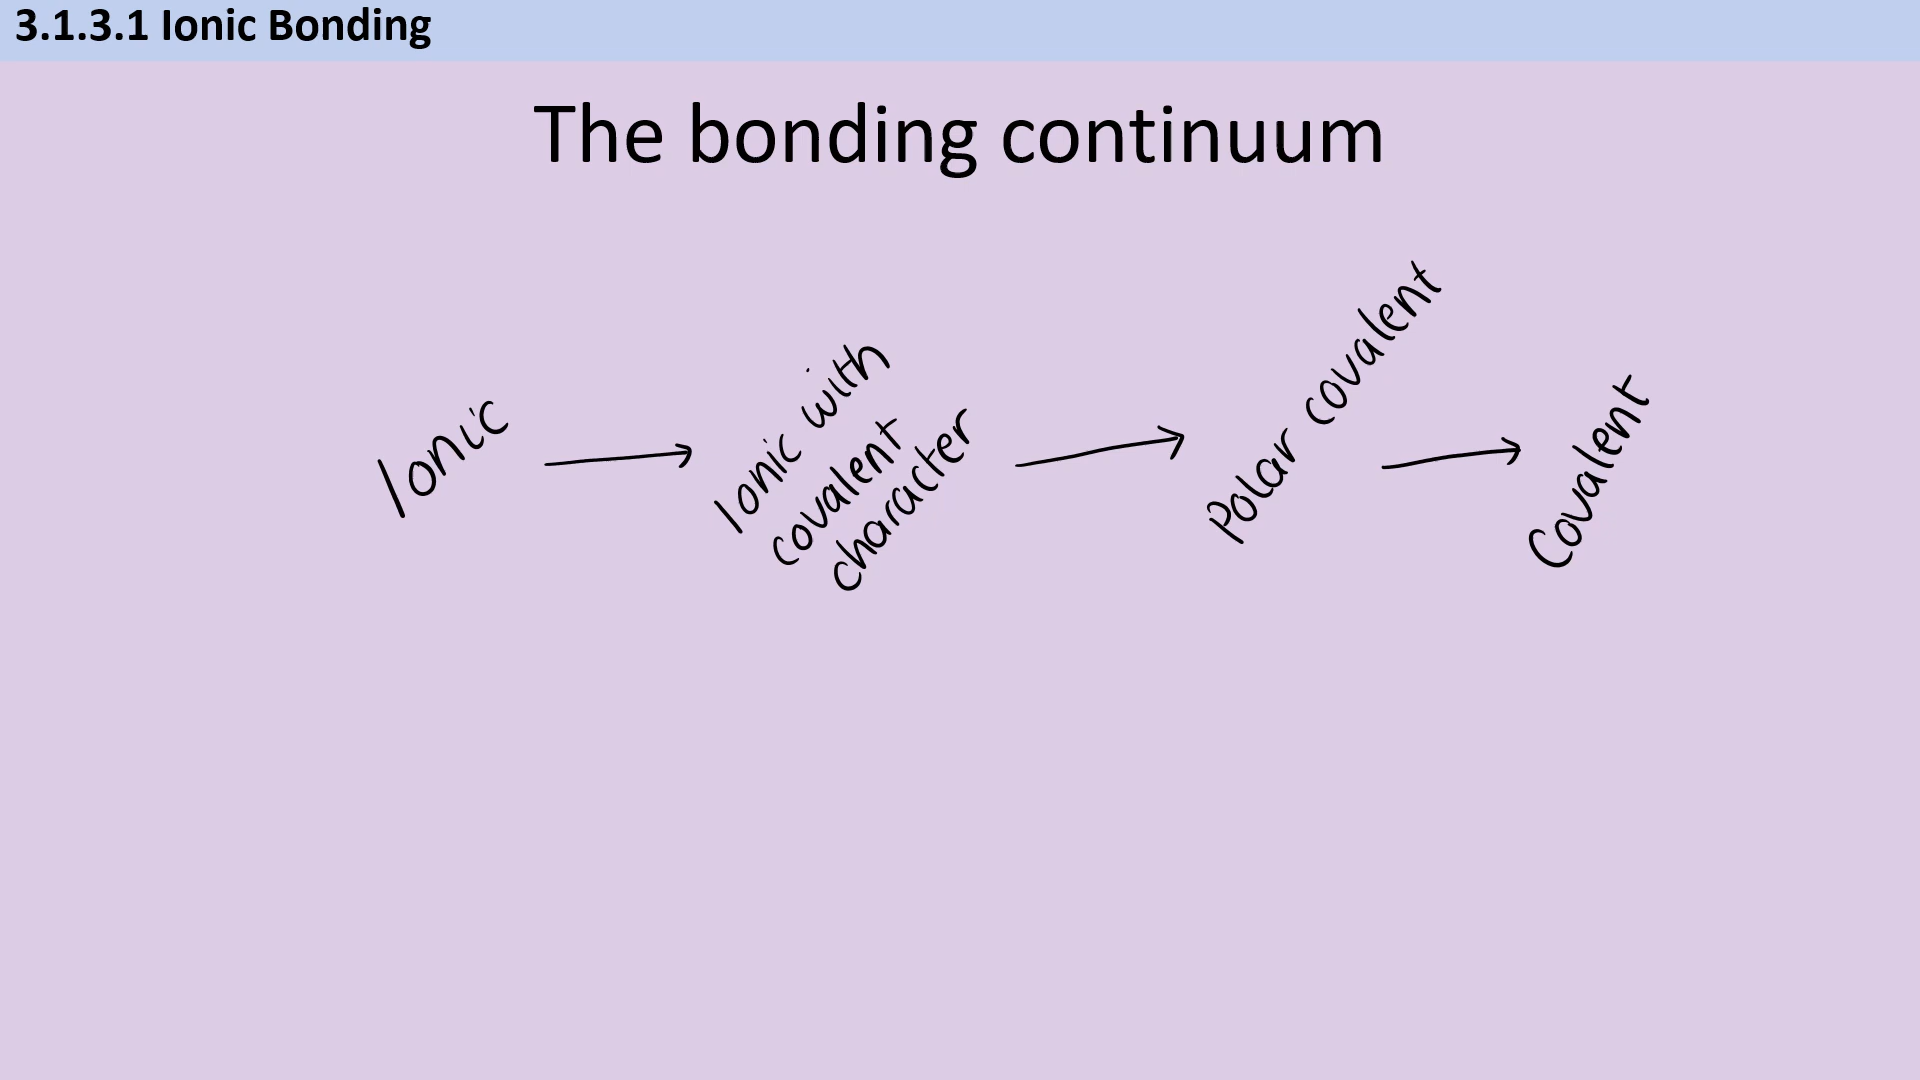 3.1.3.1 Ionic Bonding
The bonding continuum
Ionic
Ionic with
covalent
character
Polar covalent
Covalent